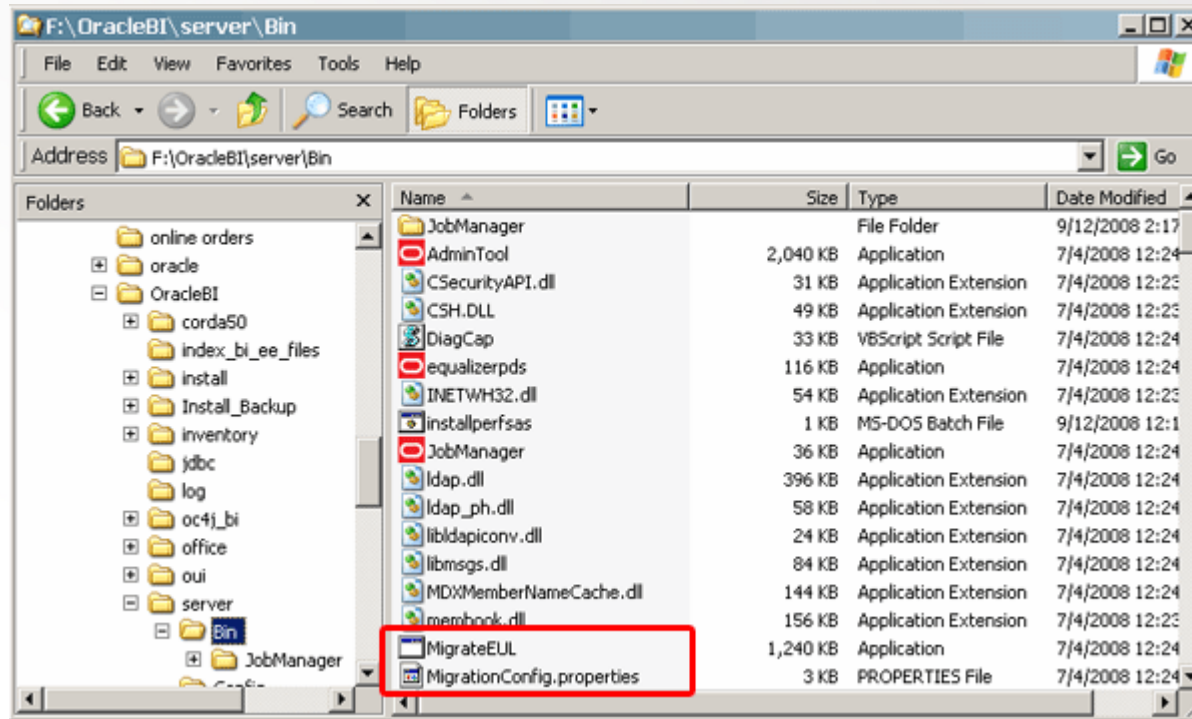 F:\OracleBI\server\Bin
File Edit View Favorites Tools Help
Back Search Folders
Address F:\OracleBI\server\Bin Go
Folders
online orders
oracle
OracleBI
corda50
index_bi_ee_files
install
Install_Backup
inventory
jdbc
log
oc4j_bi
office
oui
server
Bin
JobManager
Name Size Type Date Modified
JobManager File Folder 9/12/2008 2:17
AdminTool 2,040 KB Application 7/4/2008 12:24
CSecurityAPI.dll 31 KB Application Extension 7/4/2008 12:23
CSH.DLL 49 KB Application Extension 7/4/2008 12:23
DiagCap 33 KB VBScript Script File 7/4/2008 12:24
equalizerpds 116 KB Application 7/4/2008 12:24
INETWH32.dll 54 KB Application Extension 7/4/2008 12:23
installperfsas 1 KB MS-DOS Batch File 9/12/2008 12:1
JobManager 36 KB Application 7/4/2008 12:24
ldap.dll 396 KB Application Extension 7/4/2008 12:24
ldap_ph.dll 58 KB Application Extension 7/4/2008 12:24
libldapiconv.dll 24 KB Application Extension 7/4/2008 12:24
libmsgs.dll 84 KB Application Extension 7/4/2008 12:24
MDXMemberNameCache.dll 144 KB Application Extension 7/4/2008 12:24
memhook.dll 156 KB Application Extension 7/4/2008 12:23
MigrateEUL 1,240 KB Application 7/4/2008 12:24
MigrationConfig.properties 3 KB PROPERTIES File 7/4/2008 12:24